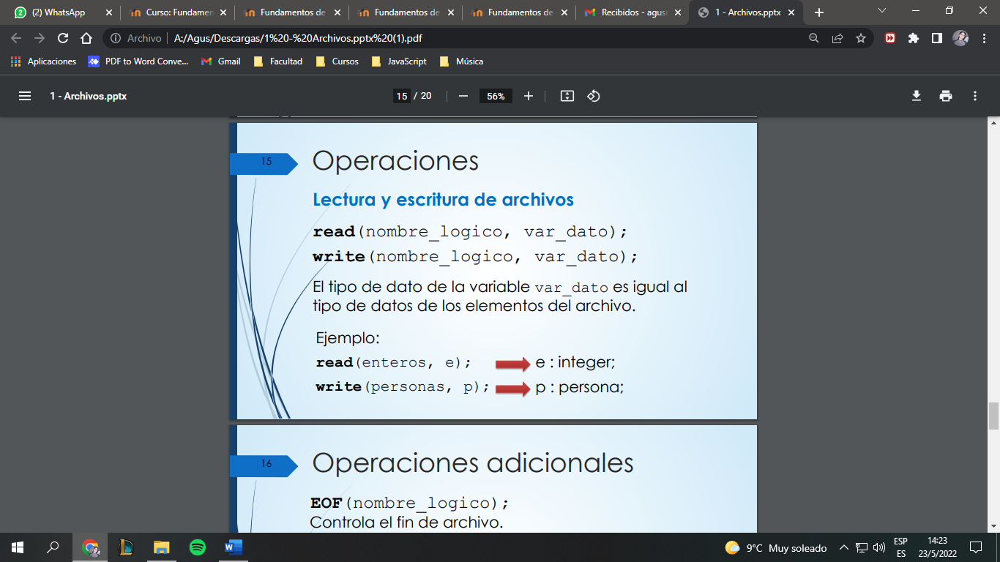 (2) WhatsApp
Curso: Fundamen
Fundamentos de
Fundamentos de
Fundamentos de
Recibidos - agus
1 - Archivos.pptx
Archivo
A:/Agus/Descargas/1%20-%20Archivos.pptx%20(1).pdf
Aplicaciones
PDF to Word Conve...
Gmail
Facultad
Cursos
JavaScript
Música
1 - Archivos.pptx
15 / 20
56%
15
Operaciones
Lectura y escritura de archivos
read(nombre_logico, var_dato);
write(nombre_logico, var_dato);
El tipo de dato de la variable var_dato es igual al
tipo de datos de los elementos del archivo.
Ejemplo:
read(enteros, e); e : integer;
write(personas, p); p : persona;
16
Operaciones adicionales
EOF(nombre_logico);
Controla el fin de archivo.
9°C Muy soleado
ESP
ES
14:23
23/5/2022